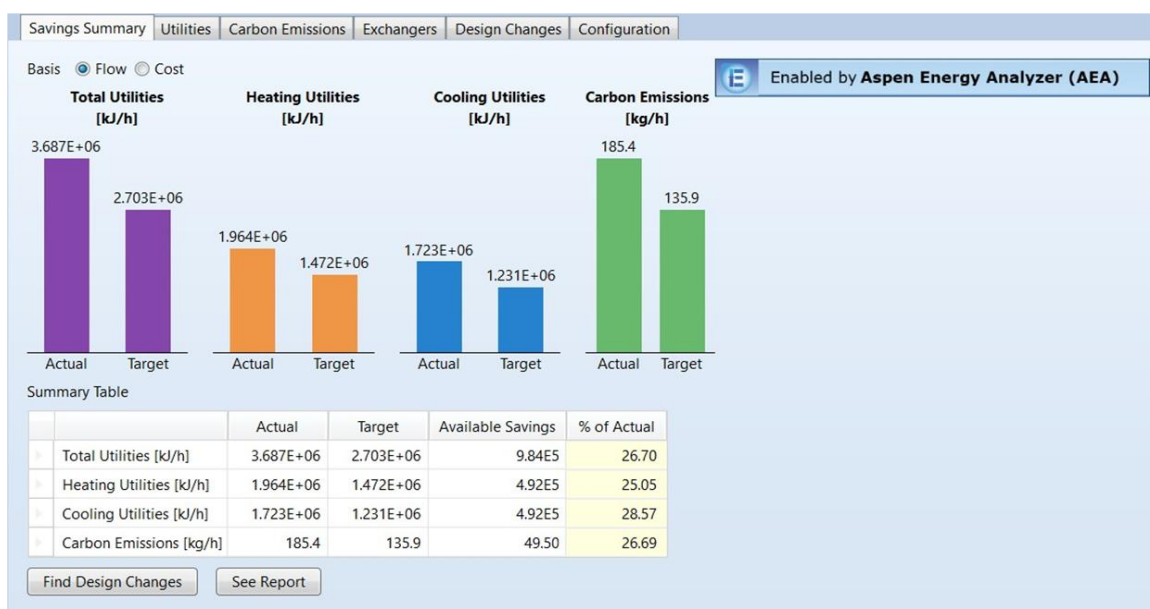 Savings Summary Utilities Carbon Emissions Exchangers Design Changes Configuration
Basis Flow Cost
Enabled by Aspen Energy Analyzer (AEA)
Total Utilities Heating Utilities Cooling Utilities Carbon Emissions
[kJ/h] [kJ/h] [kJ/h] [kg/h]
3.687E+06 185.4
2.703E+06 135.9
1.964E+06 1.723E+06
1.472E+06 1.231E+06
Actual Target Actual Target Actual Target Actual Target
Summary Table
Actual Target Available Savings % of Actual
Total Utilities [kJ/h] 3.687E+06 2.703E+06 9.84E5 26.70
Heating Utilities [kJ/h] 1.964E+06 1.472E+06 4.92E5 25.05
Cooling Utilities [kJ/h] 1.723E+06 1.231E+06 4.92E5 28.57
Carbon Emissions [kg/h] 185.4 135.9 49.50 26.69
Find Design Changes See Report